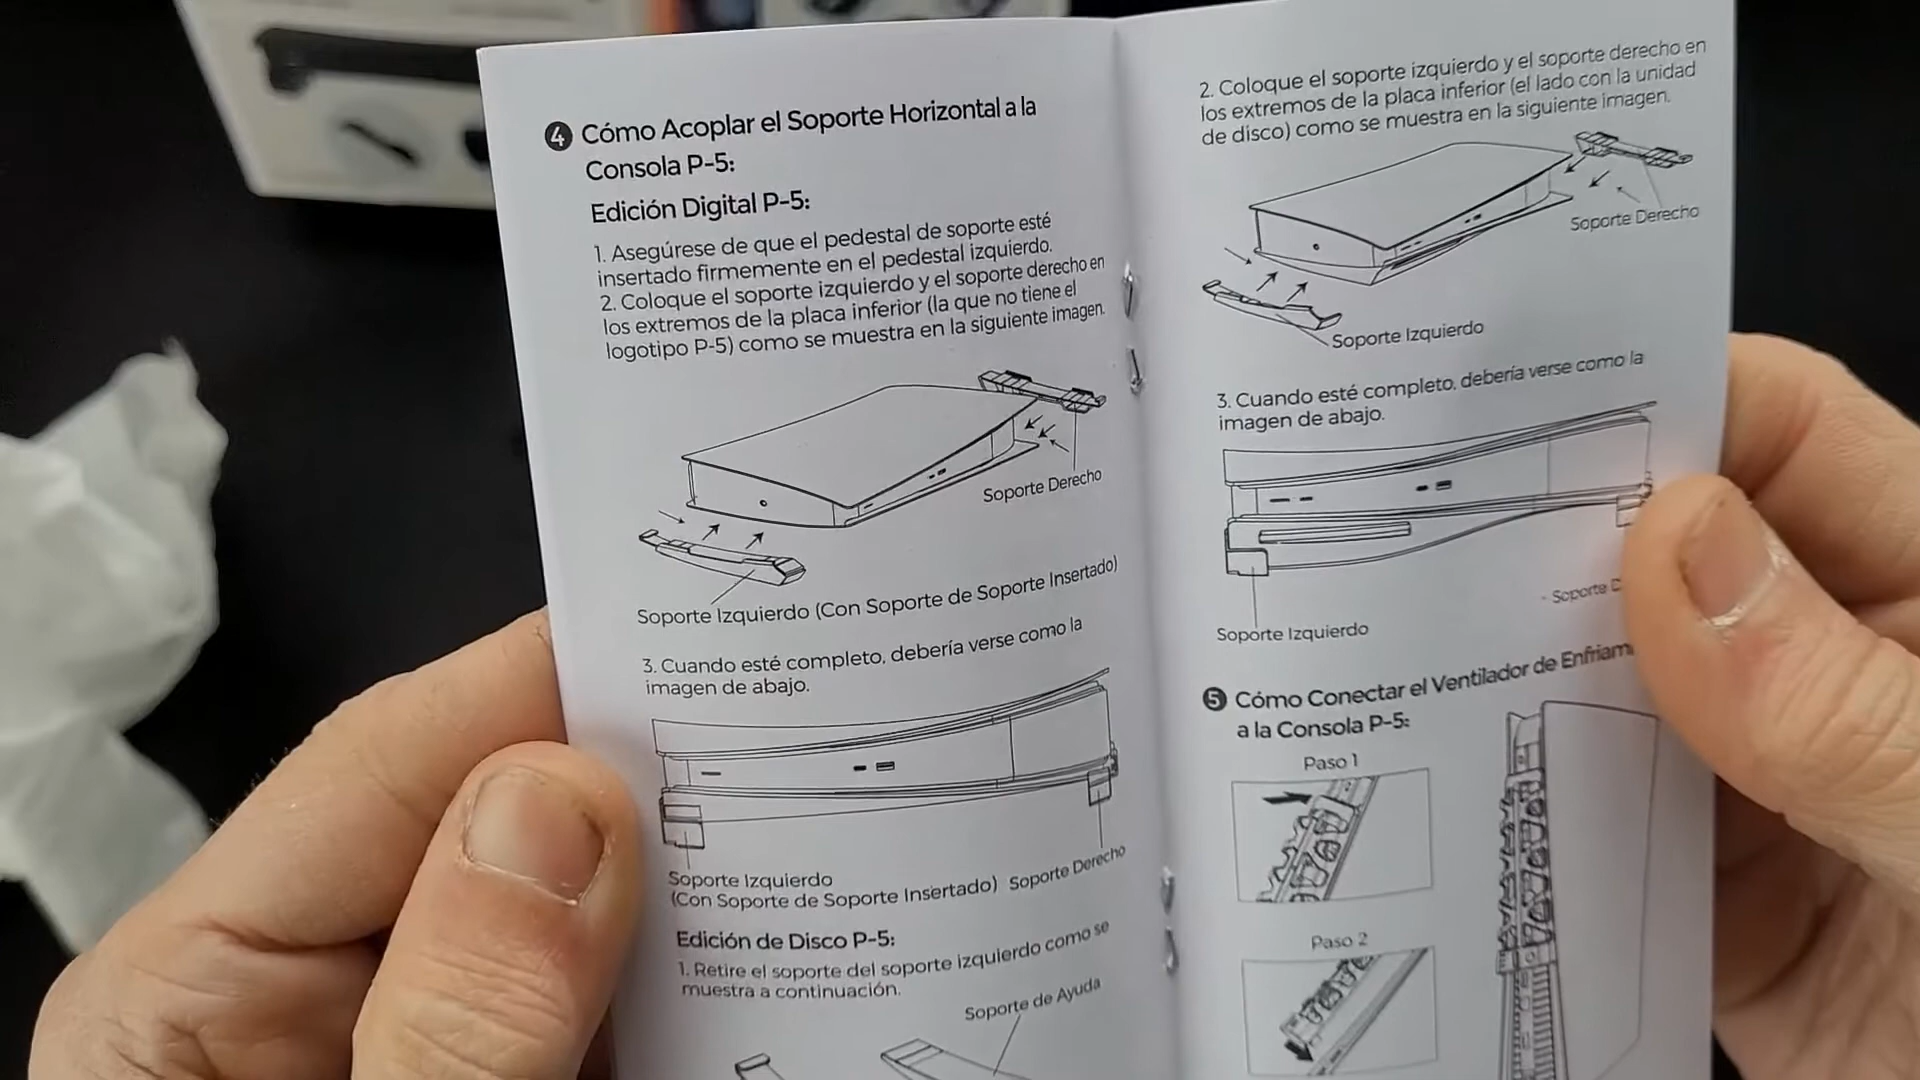 4 Cómo Acoplar el Soporte Horizontal a la
Consola P-5:
Edición Digital P-5:
1. Asegúrese de que el pedestal de soporte esté
insertado firmemente en el pedestal izquierdo.
2. Coloque el soporte izquierdo y el soporte derecho en
los extremos de la placa inferior (la que no tiene el
logotipo P-5) como se muestra en la siguiente imagen.
Soporte Derecho
Soporte Izquierdo (Con Soporte de Soporte Insertado)
3. Cuando esté completo, debería verse como la
imagen de abajo.
Soporte Izquierdo
(Con Soporte de Soporte Insertado) Soporte Derecho
Edición de Disco P-5:
1. Retire el soporte del soporte izquierdo como se
muestra a continuación.
Soporte de Ayuda
2. Coloque el soporte izquierdo y el soporte derecho en
los extremos de la placa inferior (el lado con la unidad
de disco) como se muestra en la siguiente imagen.
Soporte Derecho
Soporte Izquierdo
3. Cuando esté completo, debería verse como la
imagen de abajo.
Soporte
Soporte Izquierdo
5 Cómo Conectar el Ventilador de
a la Consola P-5:
Paso 1
Paso 2